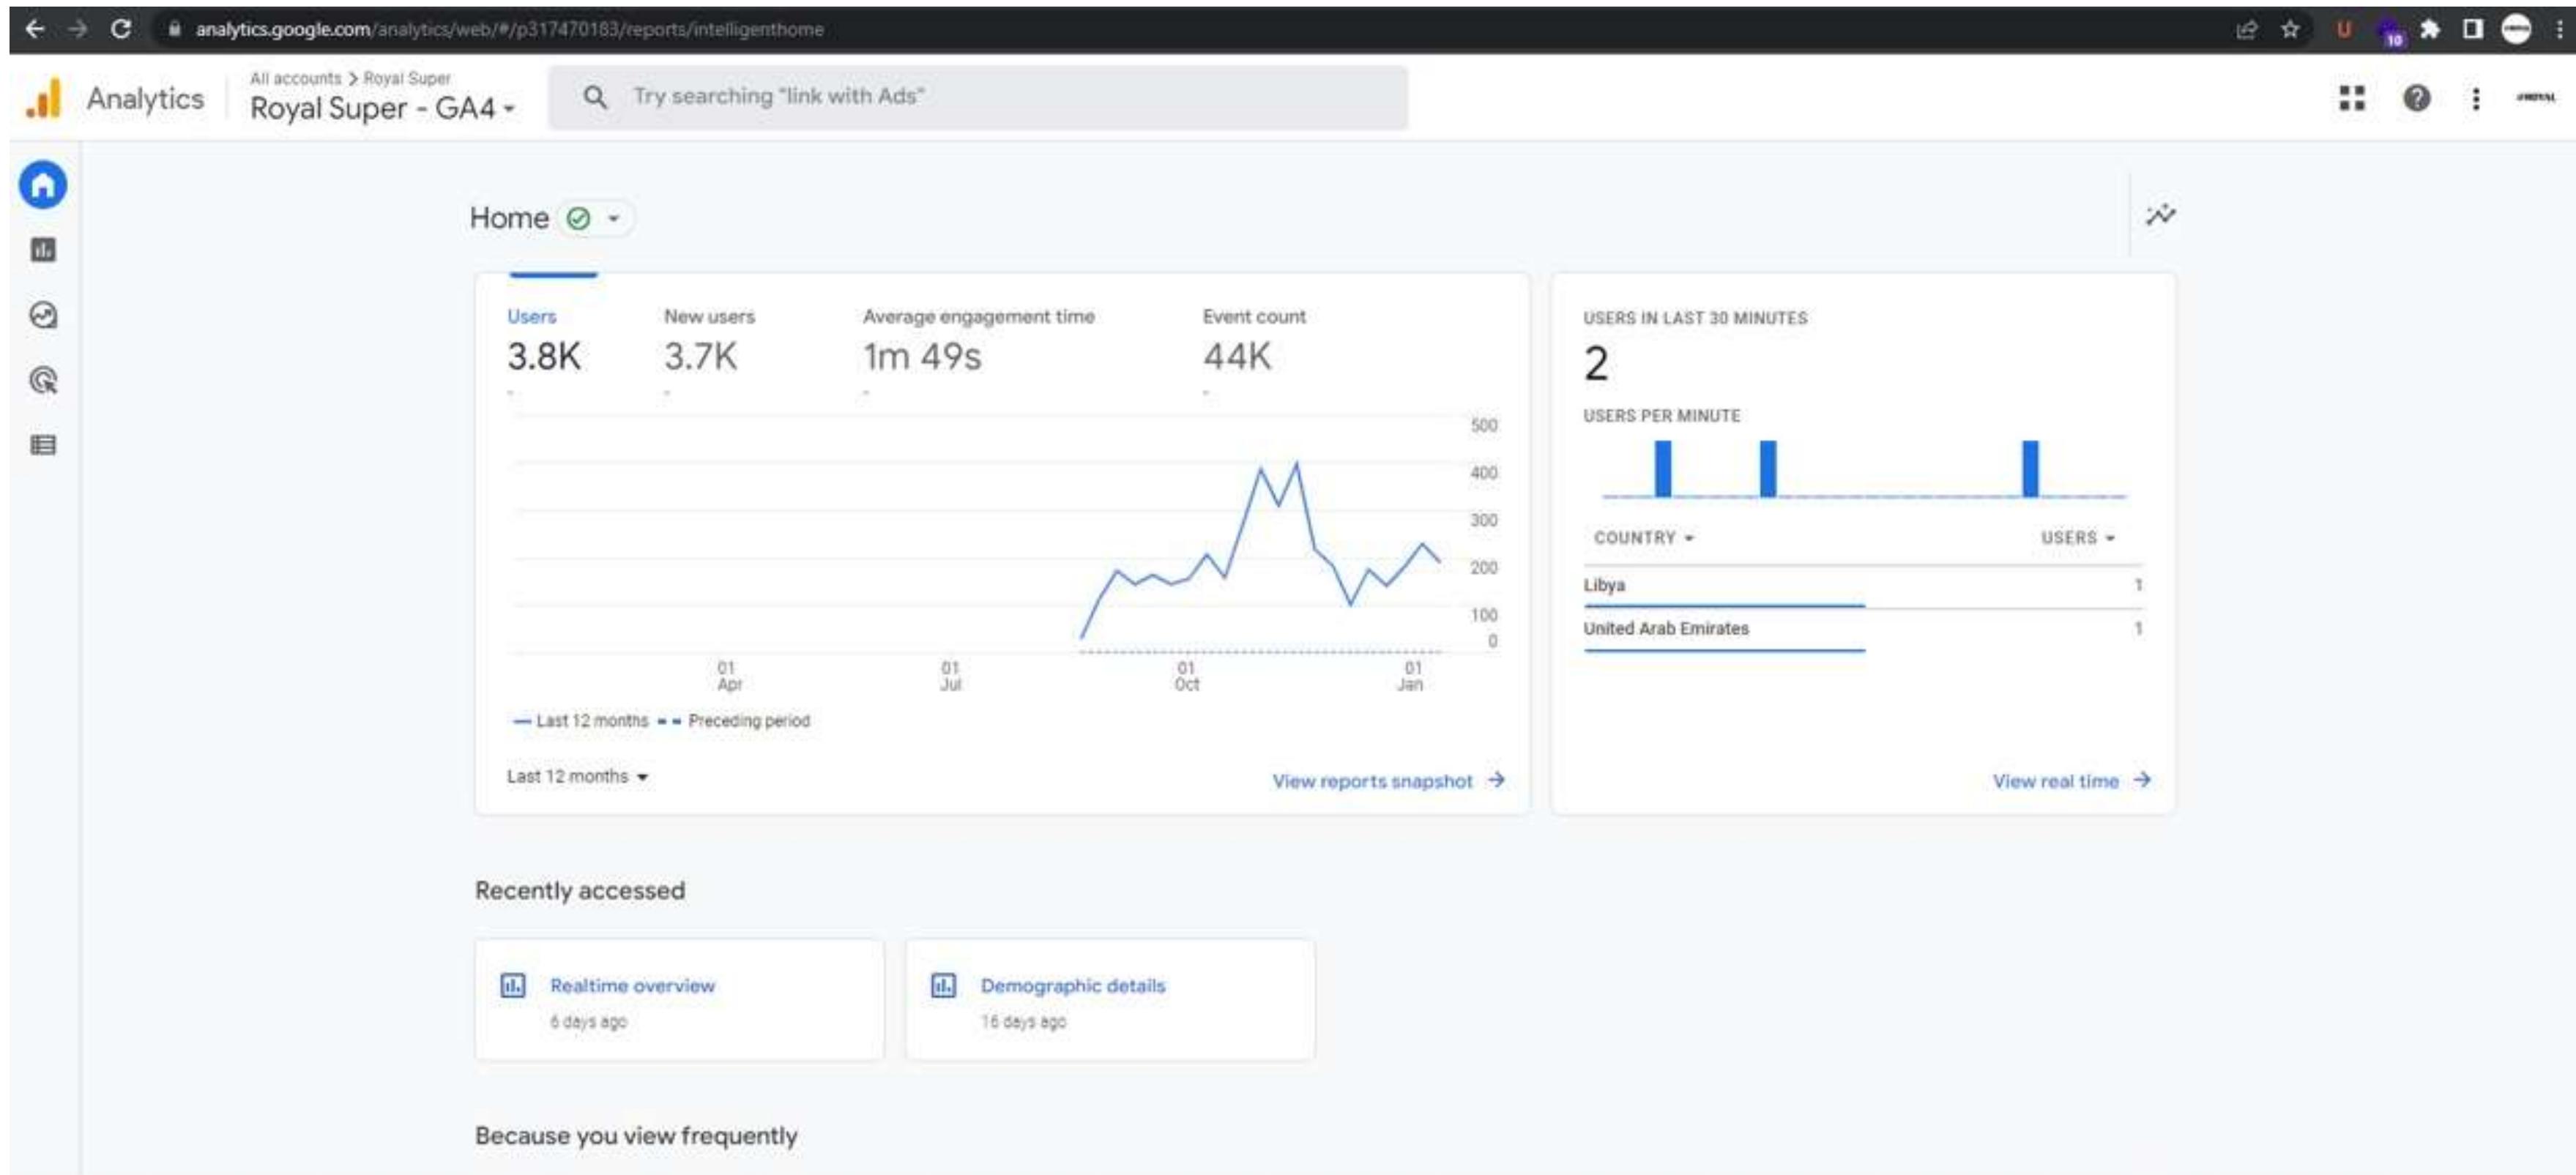 analytics.google.com/analytics/web/#/p317470183/reports/intelligenthome
U
10
Analytics
All accounts > Royal Super
Royal Super - GA4
Try searching "link with Ads"
Home
Users
New users
Average engagement time
Event count
3.8K
3.7K
1m 49s
44K
-
-
-
-
500
400
300
200
100
0
01
Apr
01
Jul
01
Oct
01
Jan
Last 12 months
Preceding period
Last 12 months
View reports snapshot
USERS IN LAST 30 MINUTES
2
USERS PER MINUTE
COUNTRY
USERS
Libya 1
United Arab Emirates 1
View real time
Recently accessed
Realtime overview
6 days ago
Demographic details
16 days ago
Because you view frequently